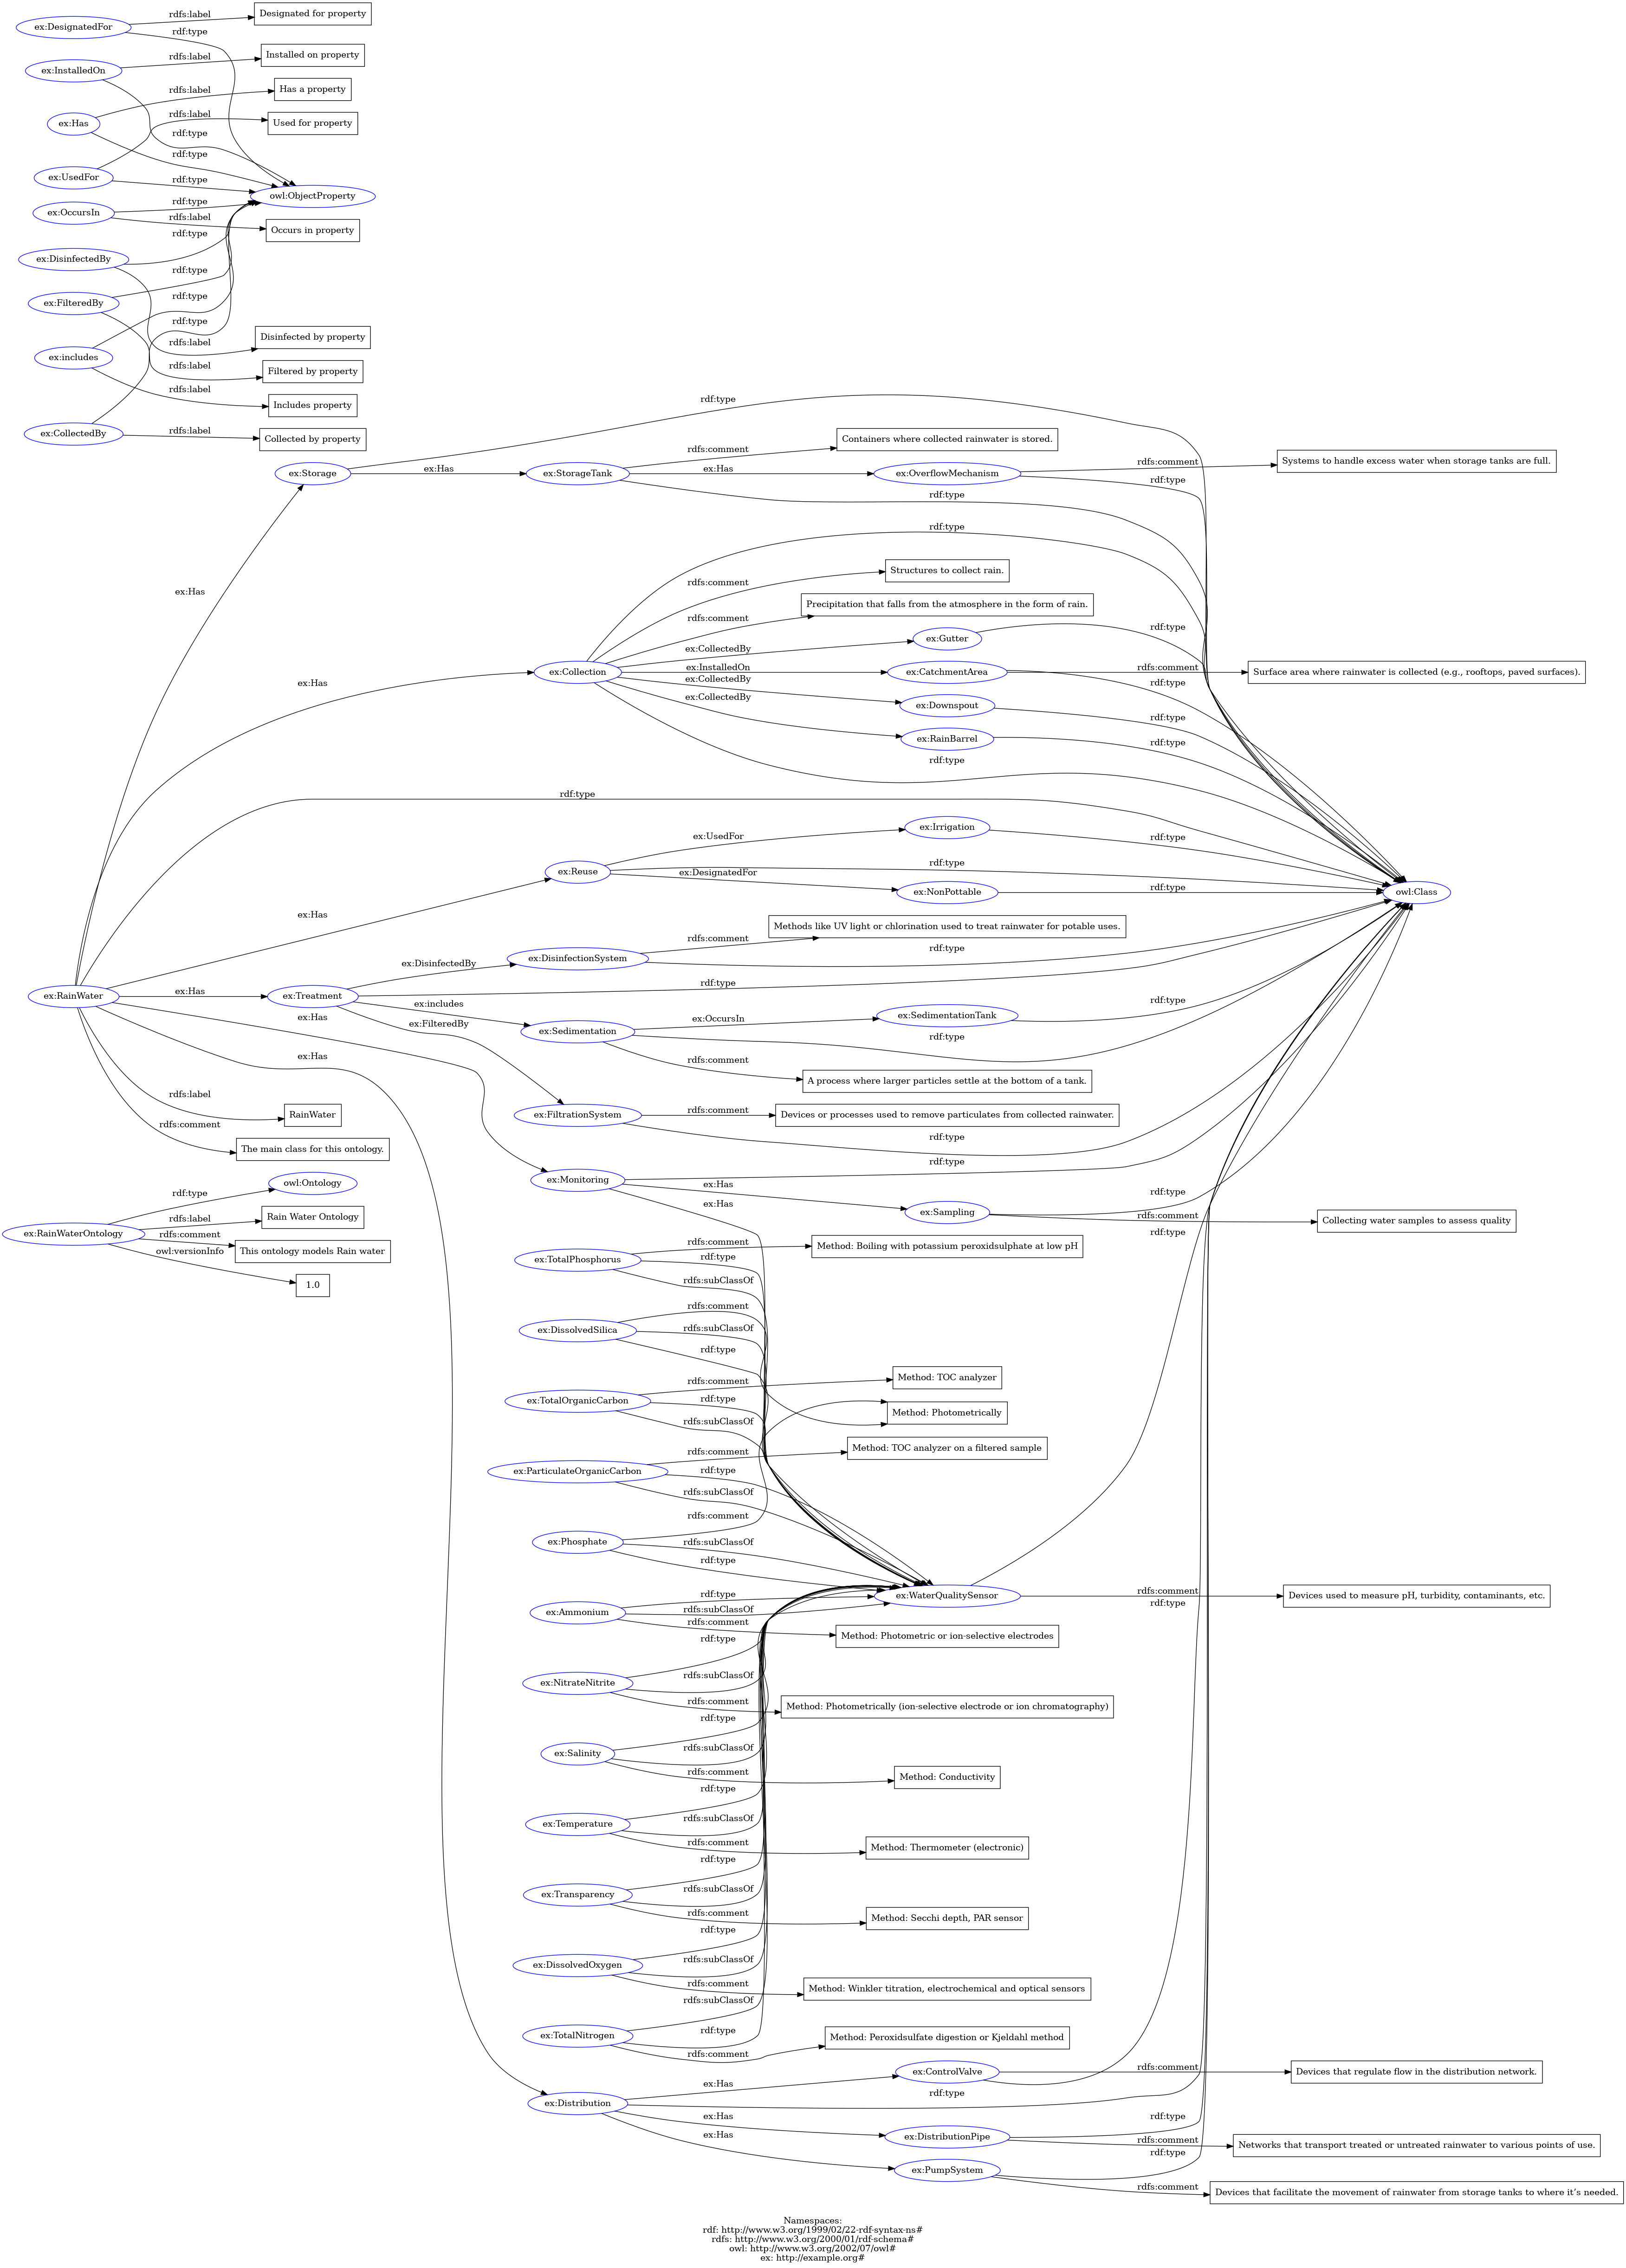 ex:DesignatedFor
rdfs:label
Designated for property
rdf:type
ex:InstalledOn
rdfs:label
Installed on property
rdf:type
ex:Has
rdfs:label
Has a property
rdf:type
ex:UsedFor
rdfs:label
Used for property
rdf:type
owl:ObjectProperty
ex:OccursIn
rdf:type
rdfs:label
Occurs in property
ex:DisinfectedBy
rdf:type
rdfs:label
Disinfected by property
ex:FilteredBy
rdf:type
rdfs:label
Filtered by property
ex:includes
rdf:type
rdfs:label
Includes property
ex:CollectedBy
rdf:type
rdfs:label
Collected by property
ex:Storage
rdf:type
ex:Has
ex:StorageTank
rdfs:comment
Containers where collected rainwater is stored.
ex:Has
ex:OverflowMechanism
rdfs:comment
Systems to handle excess water when storage tanks are full.
rdf:type
rdf:type
ex:Has
ex:Has
ex:Collection
rdf:type
rdfs:comment
Structures to collect rain.
rdfs:comment
Precipitation that falls from the atmosphere in the form of rain.
ex:CollectedBy
ex:Gutter
rdf:type
ex:InstalledOn
ex:CatchmentArea
rdfs:comment
Surface area where rainwater is collected (e.g., rooftops, paved surfaces).
rdf:type
ex:CollectedBy
ex:Downspout
rdf:type
ex:CollectedBy
ex:RainBarrel
rdf:type
rdf:type
rdf:type
ex:Has
ex:Reuse
ex:UsedFor
ex:Irrigation
rdf:type
rdf:type
ex:DesignatedFor
ex:NonPottable
rdf:type
owl:Class
ex:RainWater
ex:Has
ex:Treatment
ex:DisinfectedBy
ex:DisinfectionSystem
rdfs:comment
Methods like UV light or chlorination used to treat rainwater for potable uses.
rdf:type
rdf:type
ex:includes
ex:Sedimentation
ex:OccursIn
ex:SedimentationTank
rdf:type
rdf:type
rdfs:comment
A process where larger particles settle at the bottom of a tank.
ex:FilteredBy
ex:FiltrationSystem
rdfs:comment
Devices or processes used to remove particulates from collected rainwater.
rdf:type
ex:Has
ex:Has
rdfs:label
RainWater
rdfs:comment
The main class for this ontology.
ex:Monitoring
rdf:type
ex:Has
ex:Sampling
rdf:type
rdfs:comment
Collecting water samples to assess quality
ex:Has
ex:RainWaterOntology
rdf:type
owl:Ontology
rdfs:label
Rain Water Ontology
rdfs:comment
This ontology models Rain water
owl:versionInfo
1.0
ex:TotalPhosphorus
rdfs:comment
Method: Boiling with potassium peroxidsulphate at low pH
rdf:type
rdfs:subClassOf
ex:DissolvedSilica
rdfs:comment
rdfs:subClassOf
rdf:type
ex:TotalOrganicCarbon
rdfs:comment
Method: TOC analyzer
rdf:type
rdfs:subClassOf
Method: Photometrically
ex:ParticulateOrganicCarbon
rdfs:comment
Method: TOC analyzer on a filtered sample
rdf:type
rdfs:subClassOf
ex:Phosphate
rdfs:comment
rdfs:subClassOf
rdf:type
ex:WaterQualitySensor
rdf:type
rdfs:comment
Devices used to measure pH, turbidity, contaminants, etc.
rdf:type
ex:Ammonium
rdf:type
rdfs:subClassOf
rdfs:comment
Method: Photometric or ion-selective electrodes
ex:NitrateNitrite
rdf:type
rdfs:subClassOf
rdfs:comment
Method: Photometrically (ion-selective electrode or ion chromatography)
ex:Salinity
rdf:type
rdfs:subClassOf
rdfs:comment
Method: Conductivity
ex:Temperature
rdf:type
rdfs:subClassOf
rdfs:comment
Method: Thermometer (electronic)
ex:Transparency
rdf:type
rdfs:subClassOf
rdfs:comment
Method: Secchi depth, PAR sensor
ex:DissolvedOxygen
rdf:type
rdfs:subClassOf
rdfs:comment
Method: Winkler titration, electrochemical and optical sensors
ex:TotalNitrogen
rdfs:subClassOf
rdf:type
rdfs:comment
Method: Peroxidsulfate digestion or Kjeldahl method
ex:Distribution
ex:Has
ex:ControlValve
rdfs:comment
Devices that regulate flow in the distribution network.
rdf:type
ex:Has
ex:DistributionPipe
rdf:type
rdfs:comment
Networks that transport treated or untreated rainwater to various points of use.
ex:Has
ex:PumpSystem
rdf:type
rdfs:comment
Devices that facilitate the movement of rainwater from storage tanks to where it’s needed.
Namespaces:
rdf: http://www.w3.org/1999/02/22-rdf-syntax-ns#
rdfs: http://www.w3.org/2000/01/rdf-schema#
owl: http://www.w3.org/2002/07/owl#
ex: http://example.org#